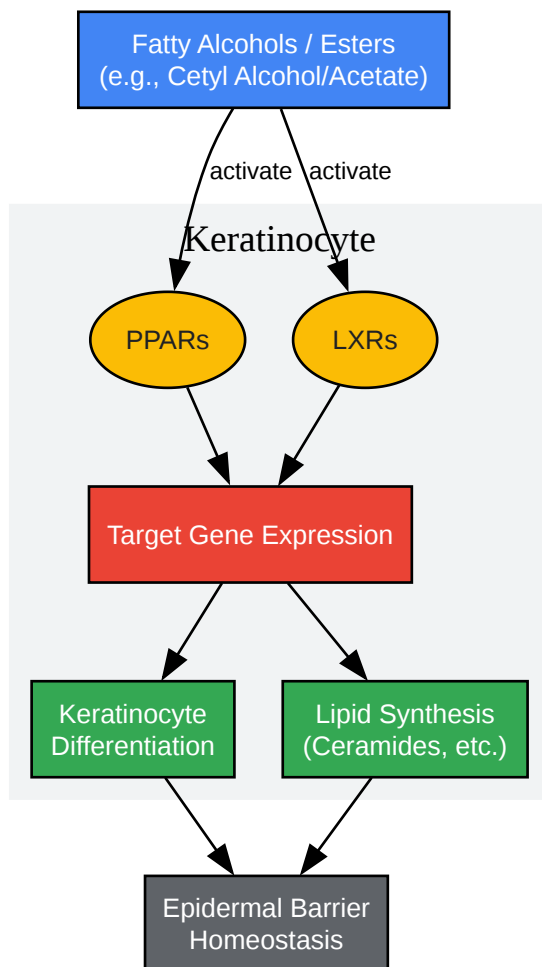 Fatty Alcohols / Esters
(e.g., Cetyl Alcohol/Acetate)
activate
activate
Keratinocyte
PPARs
LXRs
Target Gene Expression
Keratinocyte
Differentiation
Lipid Synthesis
(Ceramides, etc.)
Epidermal Barrier
Homeostasis